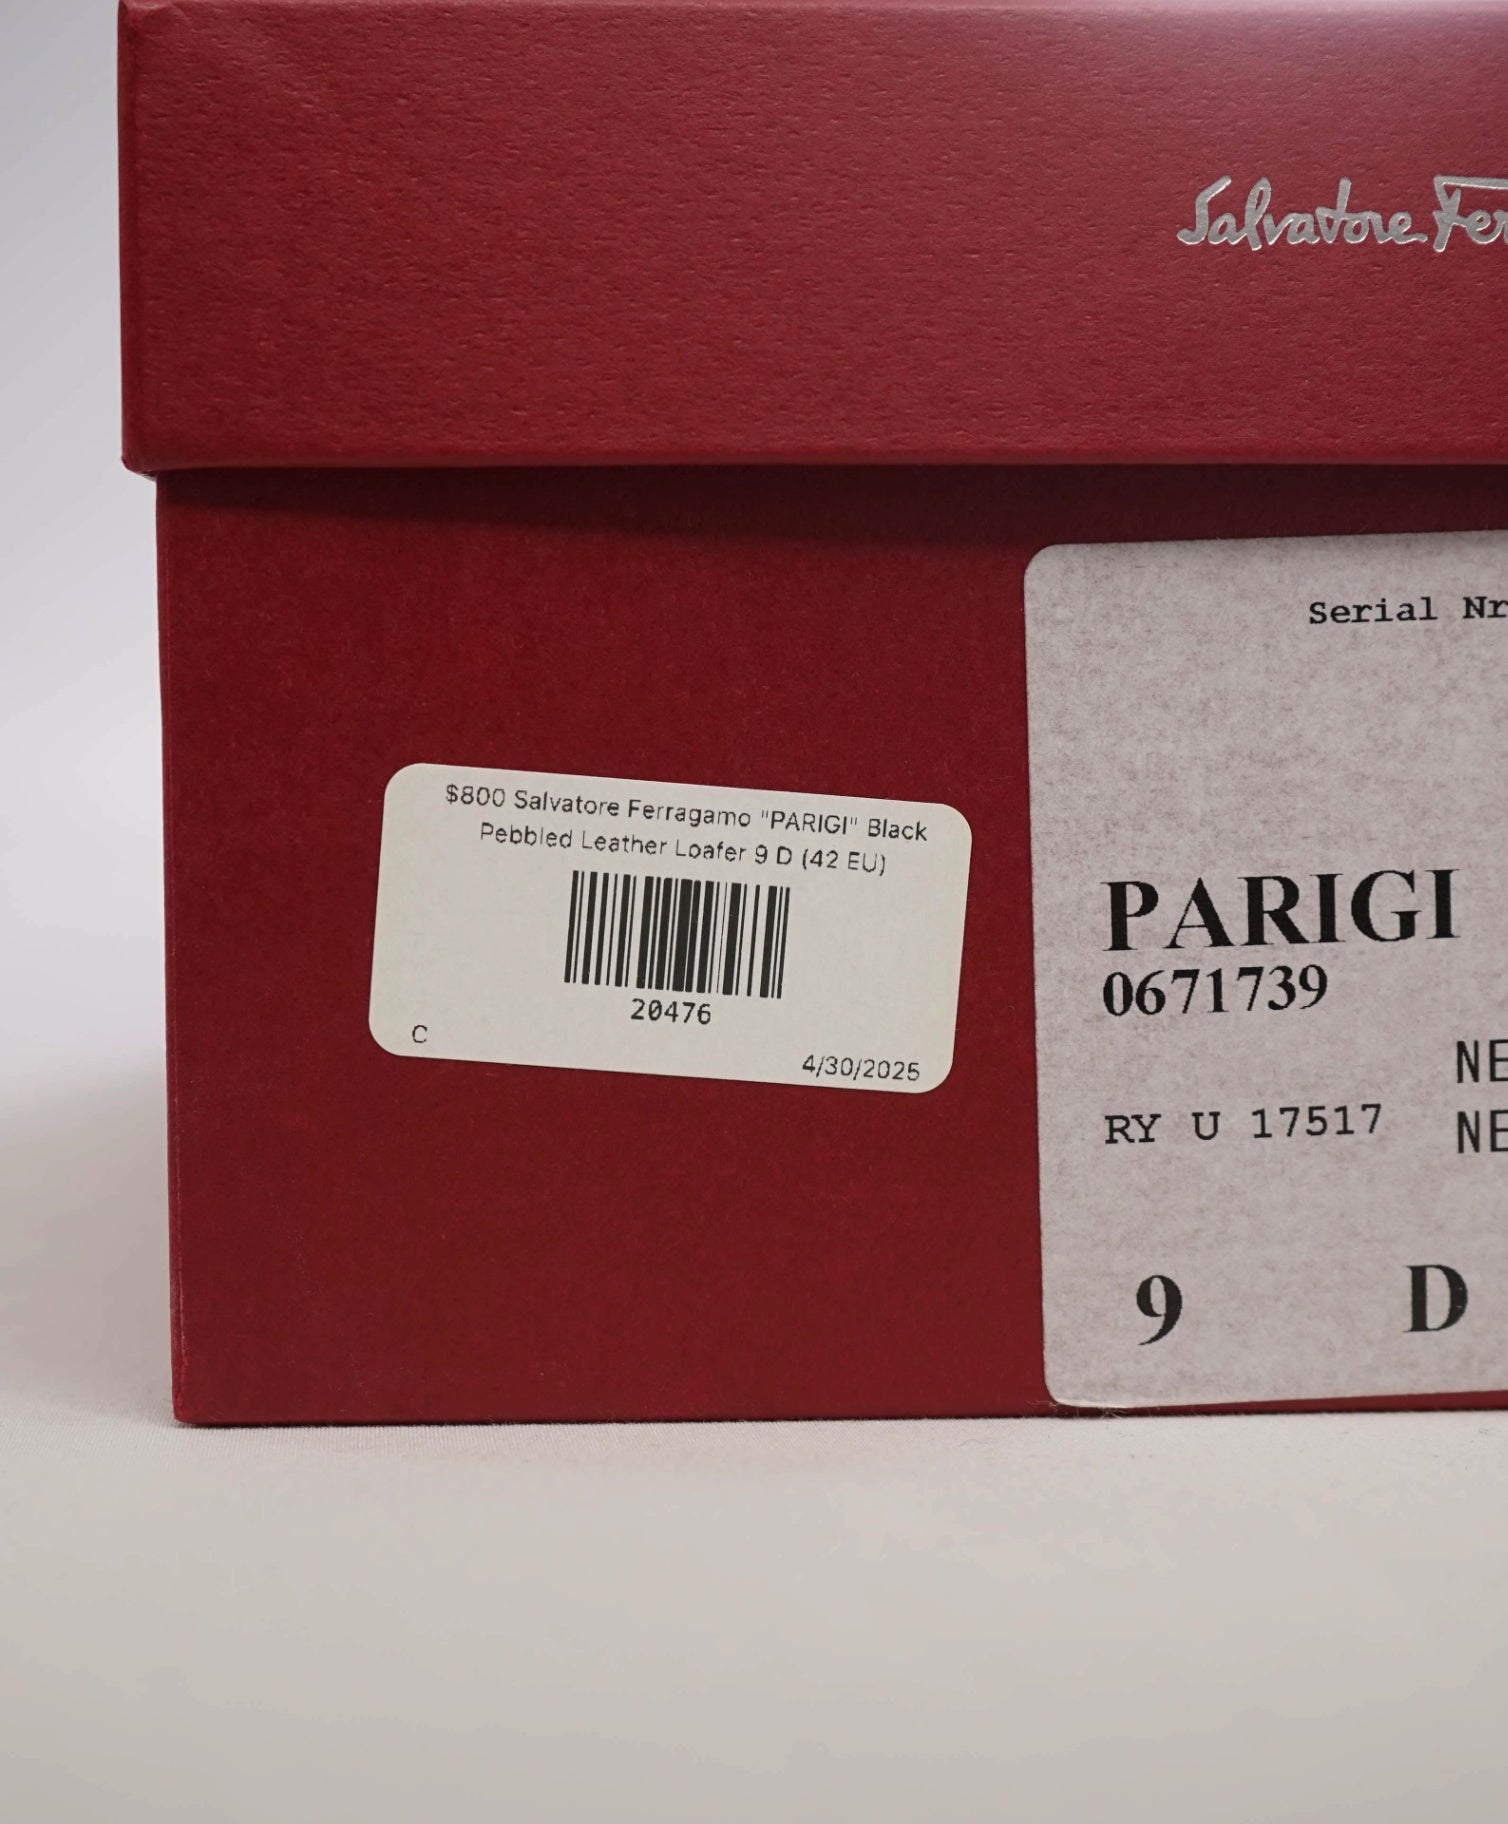 Salvatore Fer
$800 Salvatore Ferragamo "PARIGI" Black
Pebbled Leather Loafer 9 D (42 EU)
20476
C
4/30/2025
Serial Nr
PARIGI
0671739
NE
RY U 17517 NE
9 D